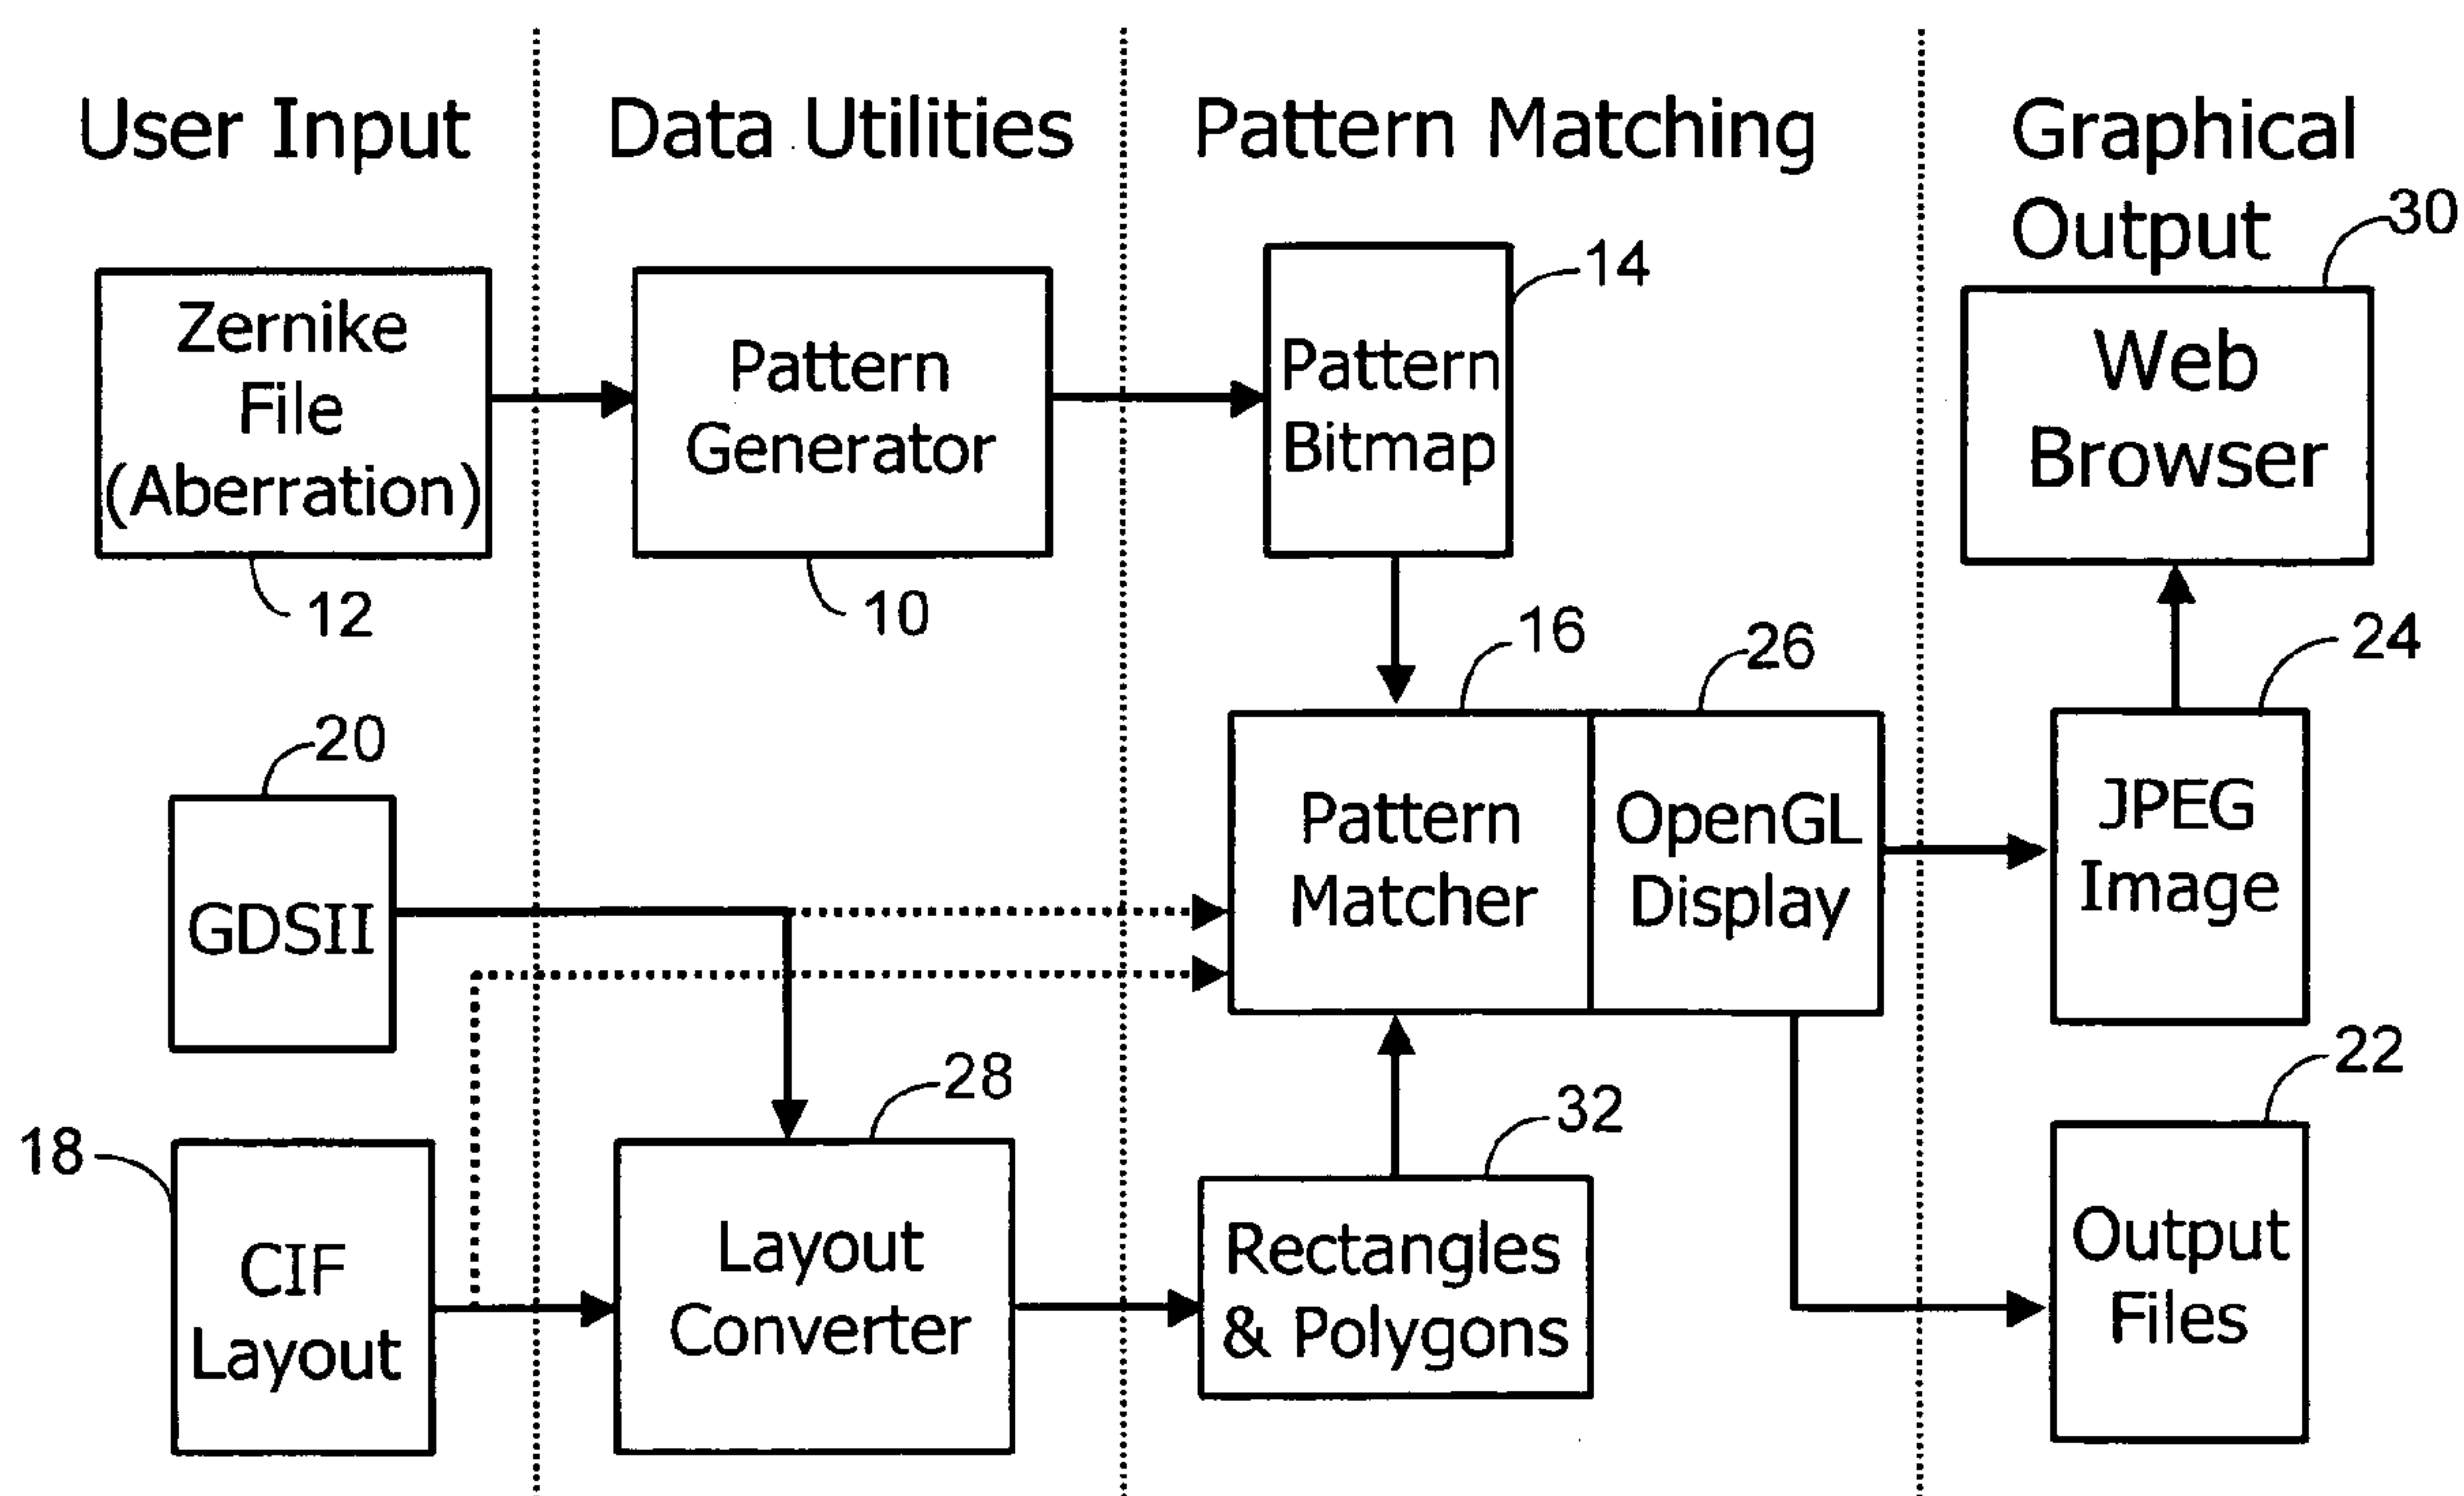 User Input
Data Utilities
Pattern Matching
Graphical
Output
30
Zernike
File
(Aberration)
12
Pattern
Generator
10
14
Pattern
Bitmap
Web
Browser
20
GDSII
16
26
Pattern
Matcher
OpenGL
Display
24
JPEG
Image
18
CIF
Layout
28
Layout
Converter
32
Rectangles
& Polygons
22
Output
Files